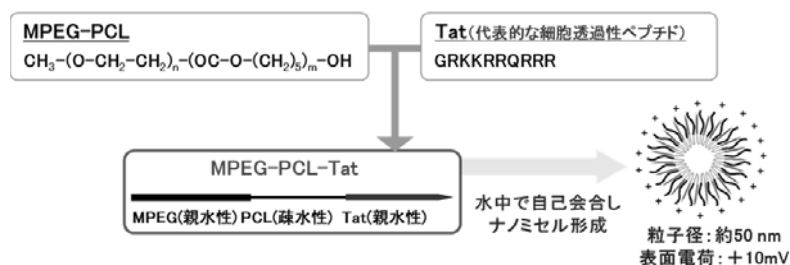 MPEG-PCL
CH₃-(O-CH₂-CH₂)ₙ-(OC-O-(CH₂)₅)ₘ-OH
Tat(代表的な細胞透過性ペプチド)
GRKKRRQRRR
MPEG-PCL-Tat
MPEG(親水性) PCL(疎水性) Tat(親水性)
水中で自己会合し
ナノミセル形成
粒子径：約50 nm
表面電荷：＋10mV